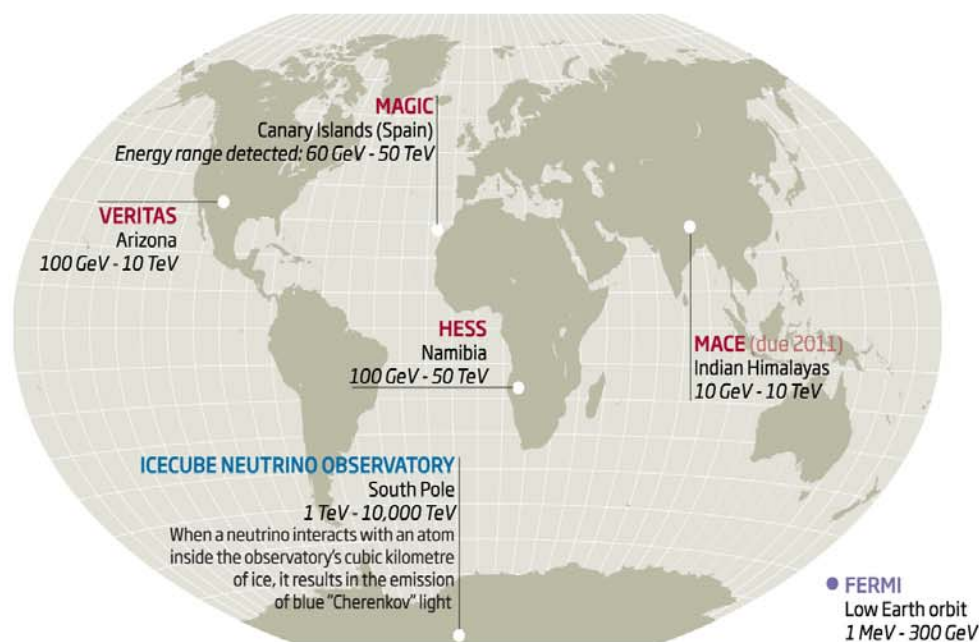 MAGIC
Canary Islands (Spain)
Energy range detected: 60 GeV - 50 TeV
VERITAS
Arizona
100 GeV - 10 TeV
HESS
Namibia
100 GeV - 50 TeV
MACE (due 2011)
Indian Himalayas
10 GeV - 10 TeV
ICECUBE NEUTRINO OBSERVATORY
South Pole
1 TeV - 10,000 TeV
When a neutrino interacts with an atom
inside the observatory's cubic kilometre
of ice, it results in the emission
of blue "Cherenkov" light
FERMI
Low Earth orbit
1 MeV - 300 GeV